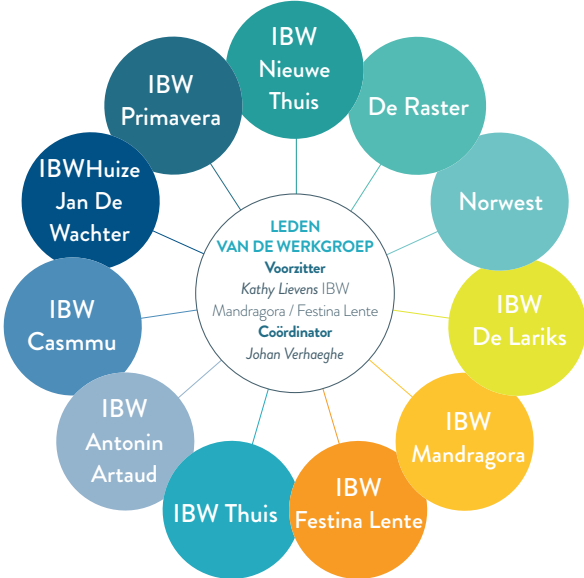 IBW
Nieuwe
Thuis
De Raster
Norwest
IBW
De Lariks
IBW
Mandragora
IBW
Festina Lente
IBW Thuis
IBW
Antonin
Artaud
IBW
Casmmu
IBWHuize
Jan De
Wachter
IBW
Primavera
LEDEN
VAN DE WERKGROEP
Voorzitter
Kathy Lievens IBW
Mandragora / Festina Lente
Coördinator
Johan Verhaeghe